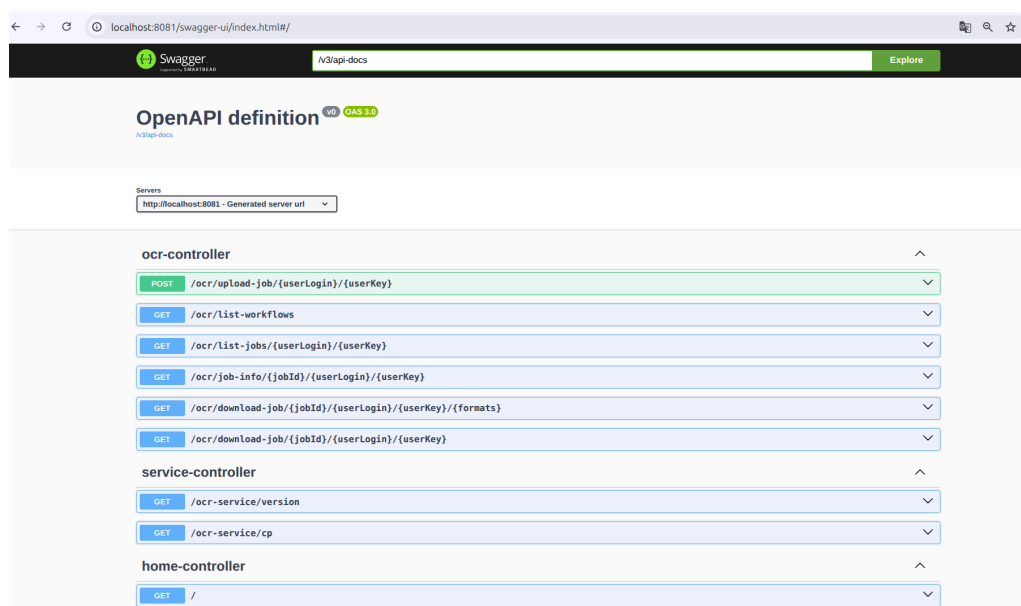 localhost:8081/swagger-ui/index.html#/
Swagger
Supported by SMARTBEAR
/v3/api-docs
Explore
OpenAPI definition v0 OAS 3.0
/v3/api-docs
Servers
http://localhost:8081 - Generated server url
ocr-controller
POST /ocr/upload-job/{userLogin}/{userKey}
GET /ocr/list-workflows
GET /ocr/list-jobs/{userLogin}/{userKey}
GET /ocr/job-info/{jobId}/{userLogin}/{userKey}
GET /ocr/download-job/{jobId}/{userLogin}/{userKey}/{formats}
GET /ocr/download-job/{jobId}/{userLogin}/{userKey}
service-controller
GET /ocr-service/version
GET /ocr-service/cp
home-controller
GET /